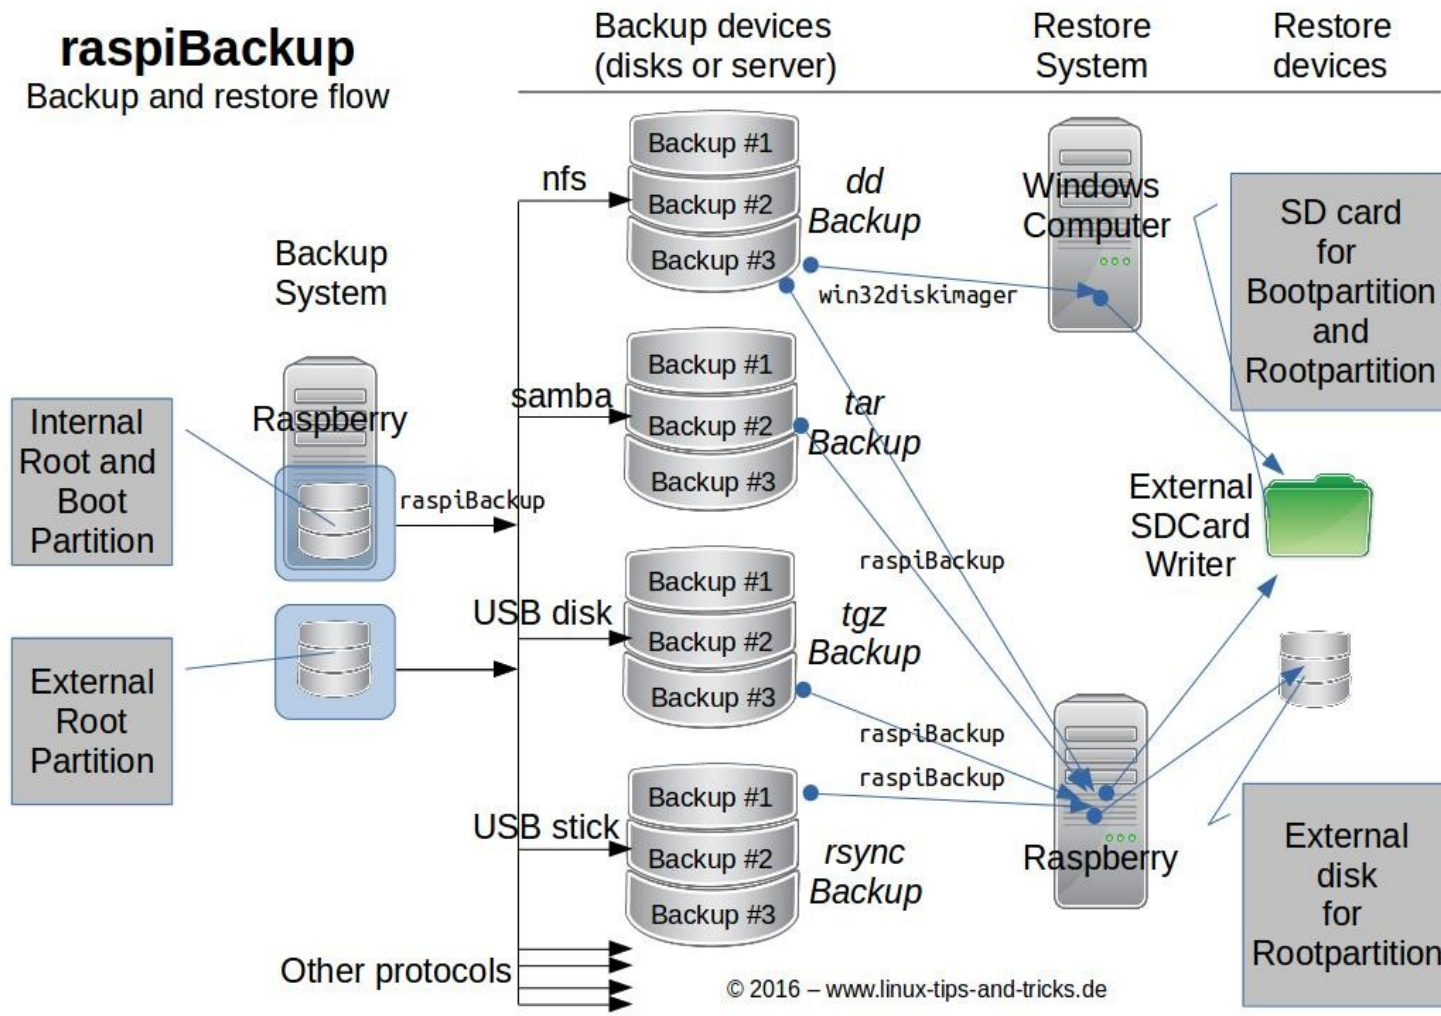 raspiBackup
Backup and restore flow
Backup devices
(disks or server)
Restore
System
Restore
devices
Backup
System
Raspberry
Internal
Root and
Boot
Partition
External
Root
Partition
raspiBackup
nfs
samba
USB disk
USB stick
Other protocols
Backup #1
Backup #2
Backup #3
dd
Backup
Backup #1
Backup #2
Backup #3
tar
Backup
Backup #1
Backup #2
Backup #3
tgz
Backup
Backup #1
Backup #2
Backup #3
rsync
Backup
win32diskimager
raspiBackup
raspiBackup
raspiBackup
Windows
Computer
Raspberry
SD card
for
Bootpartition
and
Rootpartition
External
SDCard
Writer
External
disk
for
Rootpartition
© 2016 – www.linux-tips-and-tricks.de